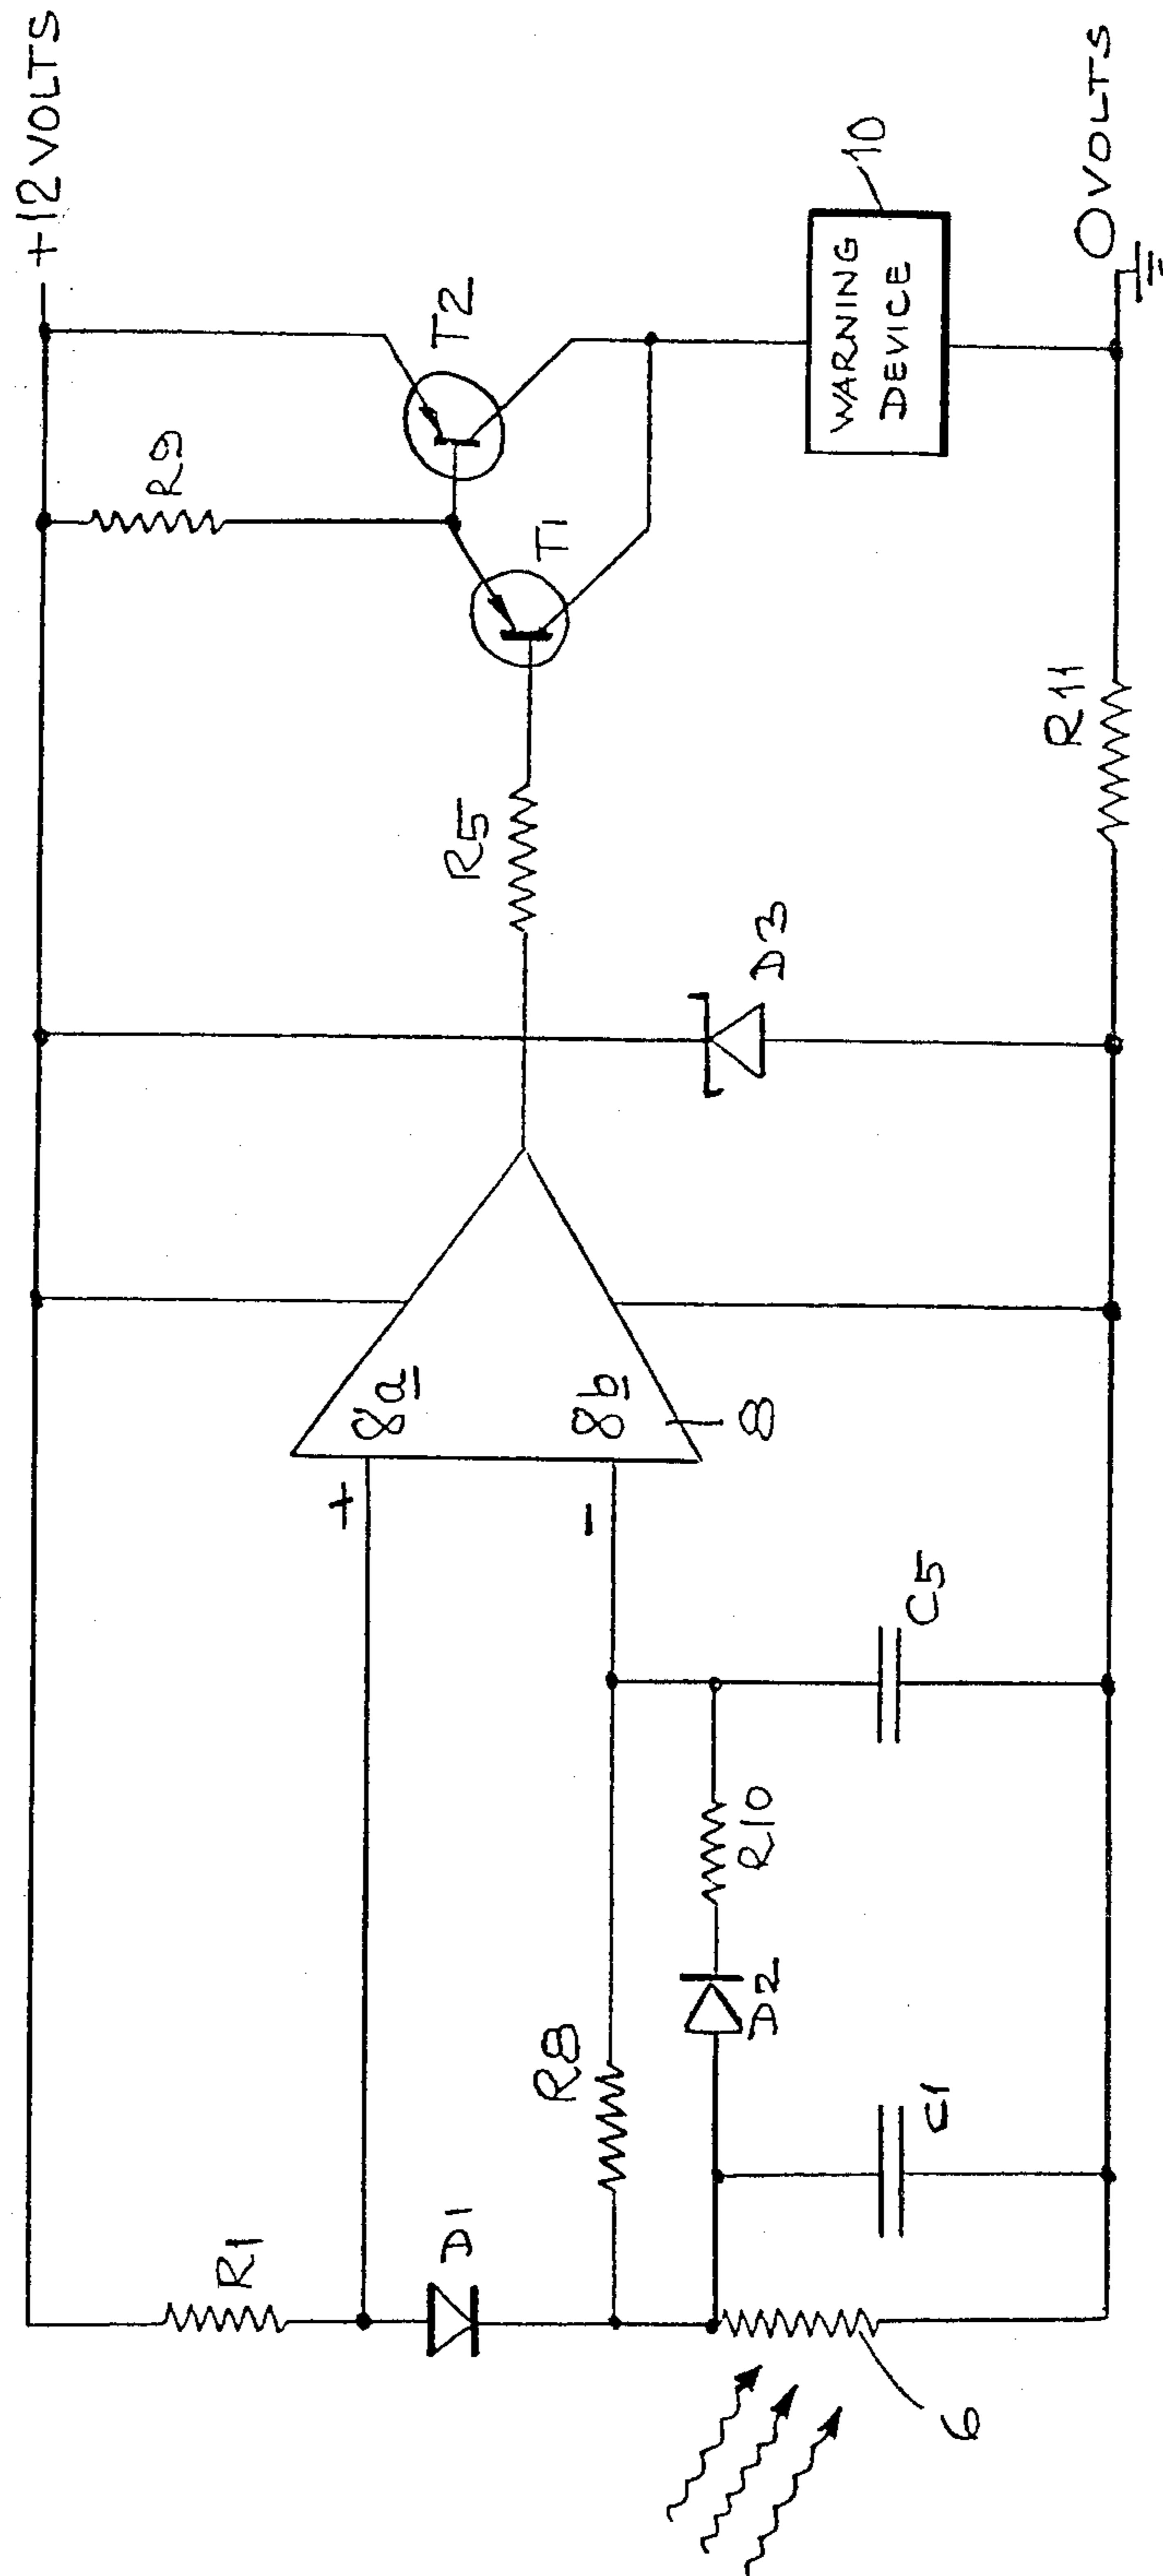 +12 VOLTS
R1
D1
R8
D2
R10
C1
C5
6
+
-
8a
8b
8
D3
R5
R9
T1
T2
R11
WARNING
DEVICE
10
0 VOLTS